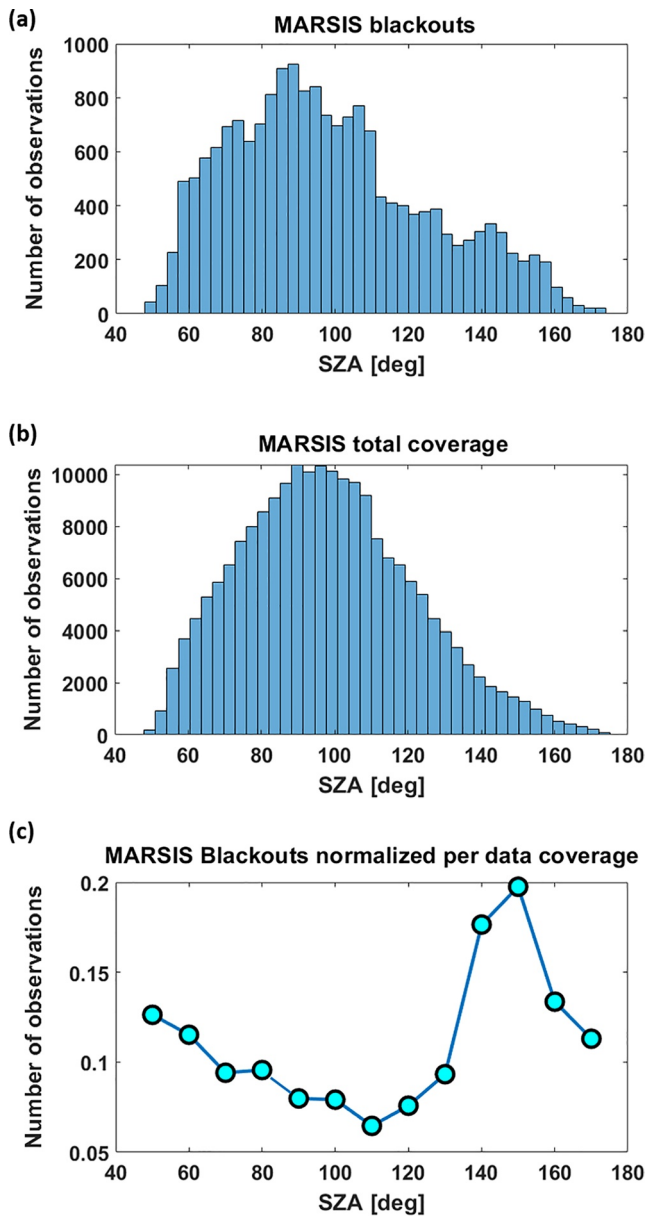 (a)
MARSIS blackouts
Number of observations
1000
800
600
400
200
0
40 60 80 100 120 140 160 180
SZA [deg]
(b)
MARSIS total coverage
Number of observations
10000
8000
6000
4000
2000
0
40 60 80 100 120 140 160 180
SZA [deg]
(c)
MARSIS Blackouts normalized per data coverage
Number of observations
0.2
0.15
0.1
0.05
40 60 80 100 120 140 160 180
SZA [deg]